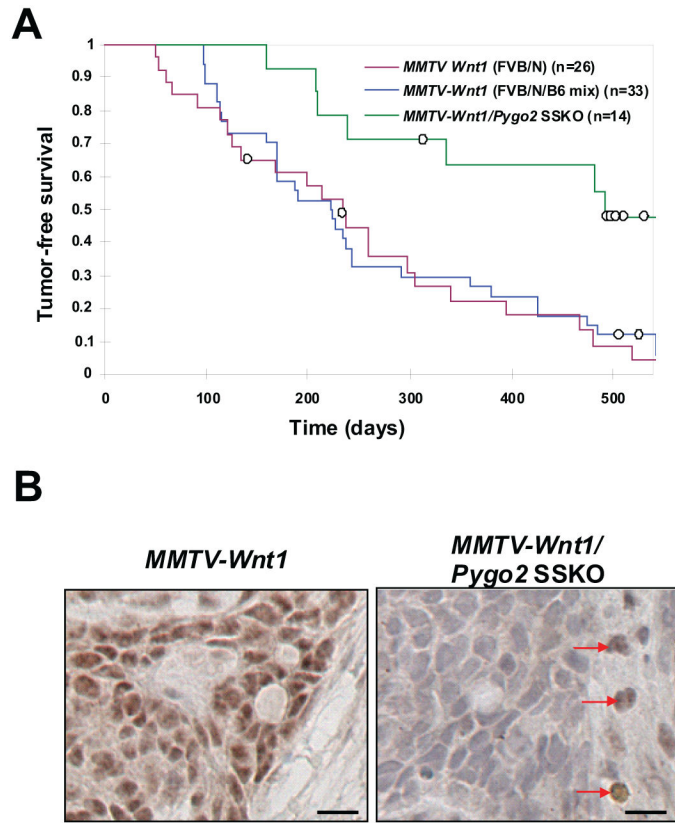 A
1
0.9
0.8
0.7
0.6
0.5
0.4
0.3
0.2
0.1
0
Tumor-free survival
MMTV Wnt1 (FVB/N) (n=26)
MMTV-Wnt1 (FVB/N/B6 mix) (n=33)
MMTV-Wnt1/Pygo2 SSKO (n=14)
0 100 200 300 400 500
Time (days)
B
MMTV-Wnt1
MMTV-Wnt1/
Pygo2 SSKO